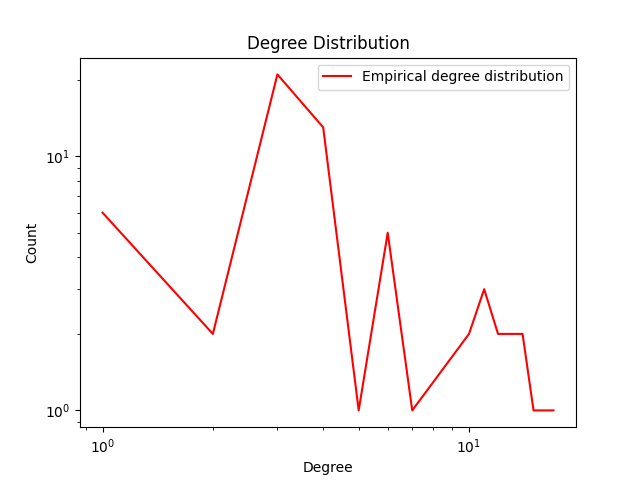 Degree Distribution
Empirical degree distribution
10¹
10⁰
Count
10⁰
10¹
Degree